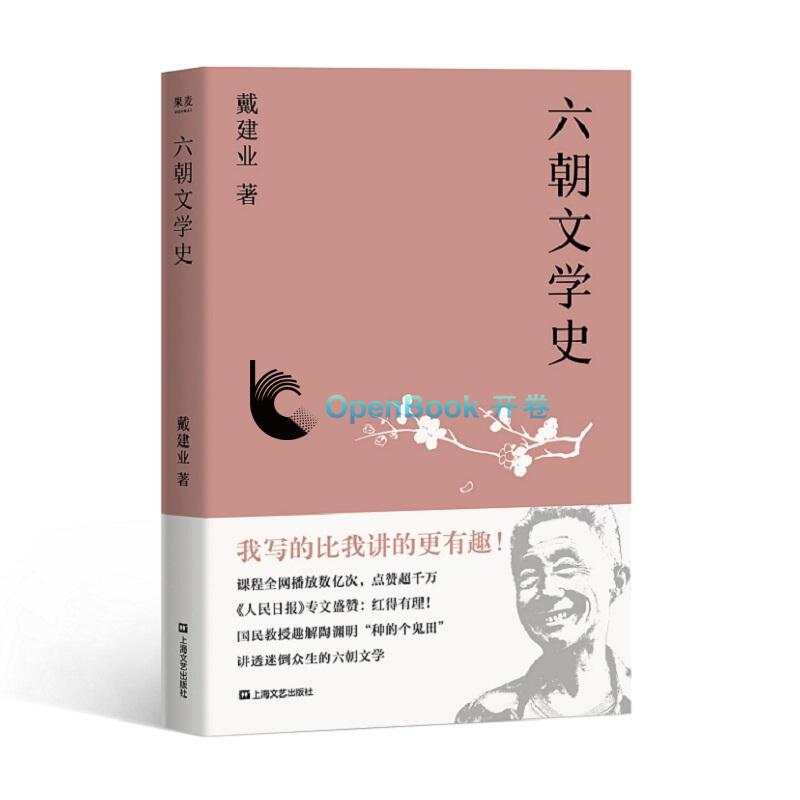 果麦
六朝文学史
戴建业 著
戴建业 著
六朝文学史
OpenBook 开卷
我写的比我讲的更有趣！
课程全网播放数亿次，点赞超千万
《人民日报》专文盛赞：红得有理！
国民教授趣解陶渊明“种的个鬼田”
讲透迷倒众生的六朝文学
上海文艺出版社
上海文艺出版社